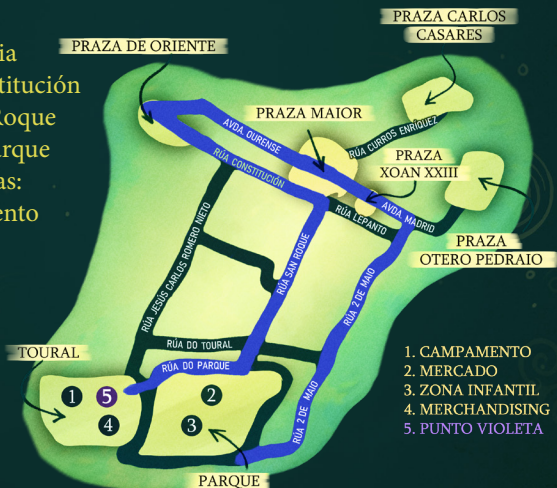 ia
titución
Roque
arque
as:
ento
PRAZA DE ORIENTE
PRAZA CARLOS
CASARES
PRAZA MAIOR
AVDA. OURENSE
RÚA CURROS ENRÍQUEZ
RÚA CONSTITUCIÓN
PRAZA
XOAN XXIII
RÚA LEPANTO
AVDA. MADRID
PRAZA
OTERO PEDRAIO
RÚA JESÚS CARLOS ROMERO NIETO
RÚA SAN ROQUE
RÚA 2 DE MAIO
RÚA DO TOURAL
RÚA DO PARQUE
TOURAL
1
5
4
2
3
RÚA 2 DE MAIO
PARQUE
1. CAMPAMENTO
2. MERCADO
3. ZONA INFANTIL
4. MERCHANDISING
5. PUNTO VIOLETA